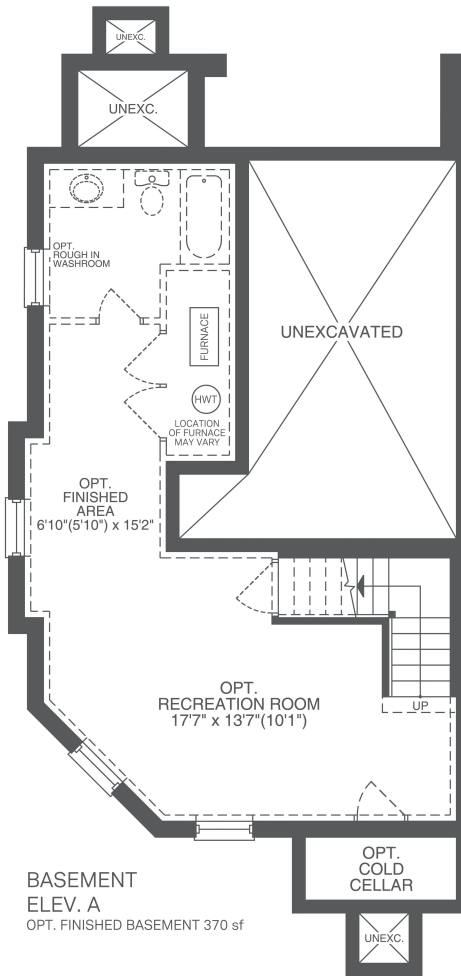 UNEXC.
UNEXC.
OPT.
ROUGH IN
WASHROOM
FURNACE
HWT
LOCATION
OF FURNACE
MAY VARY
UNEXCAVATED
OPT.
FINISHED
AREA
6'10"(5'10") x 15'2"
OPT.
RECREATION ROOM
17'7" x 13'7"(10'1")
UP
OPT.
COLD
CELLAR
UNEXC.
BASEMENT
ELEV. A
OPT. FINISHED BASEMENT 370 sf